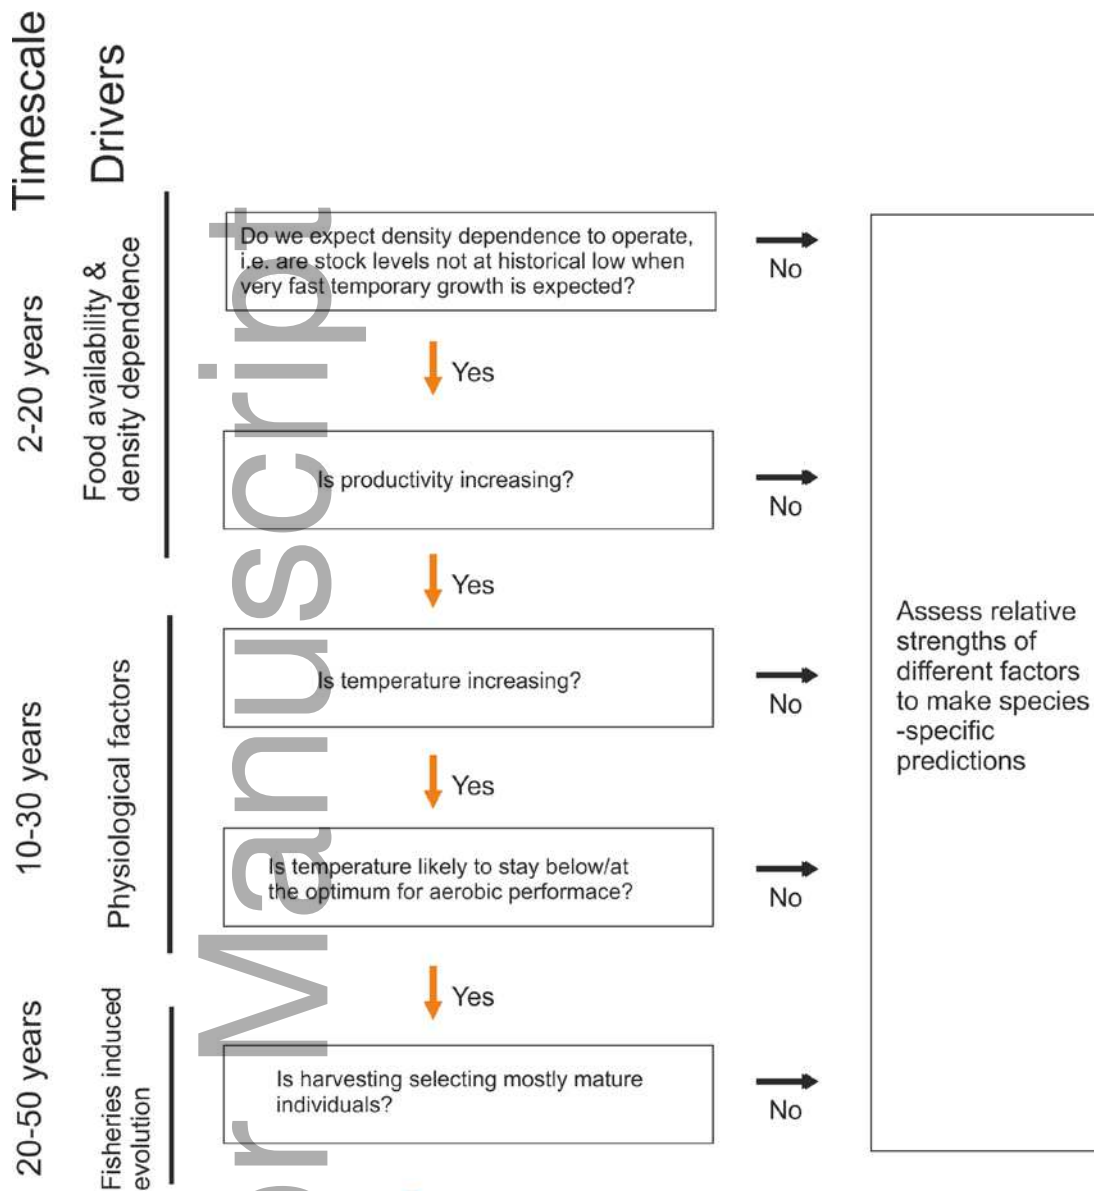 Timescale
Drivers
2-20 years
Food availability &
density dependence
Do we expect density dependence to operate,
i.e. are stock levels not at historical low when
very fast temporary growth is expected?
No
Yes
Is productivity increasing?
No
Yes
10-30 years
Physiological factors
Is temperature increasing?
No
Yes
Is temperature likely to stay below/at
the optimum for aerobic performace?
No
Yes
20-50 years
Fisheries induced
evolution
Is harvesting selecting mostly mature
individuals?
No
Assess relative
strengths of
different factors
to make species
-specific
predictions
r Manuscript